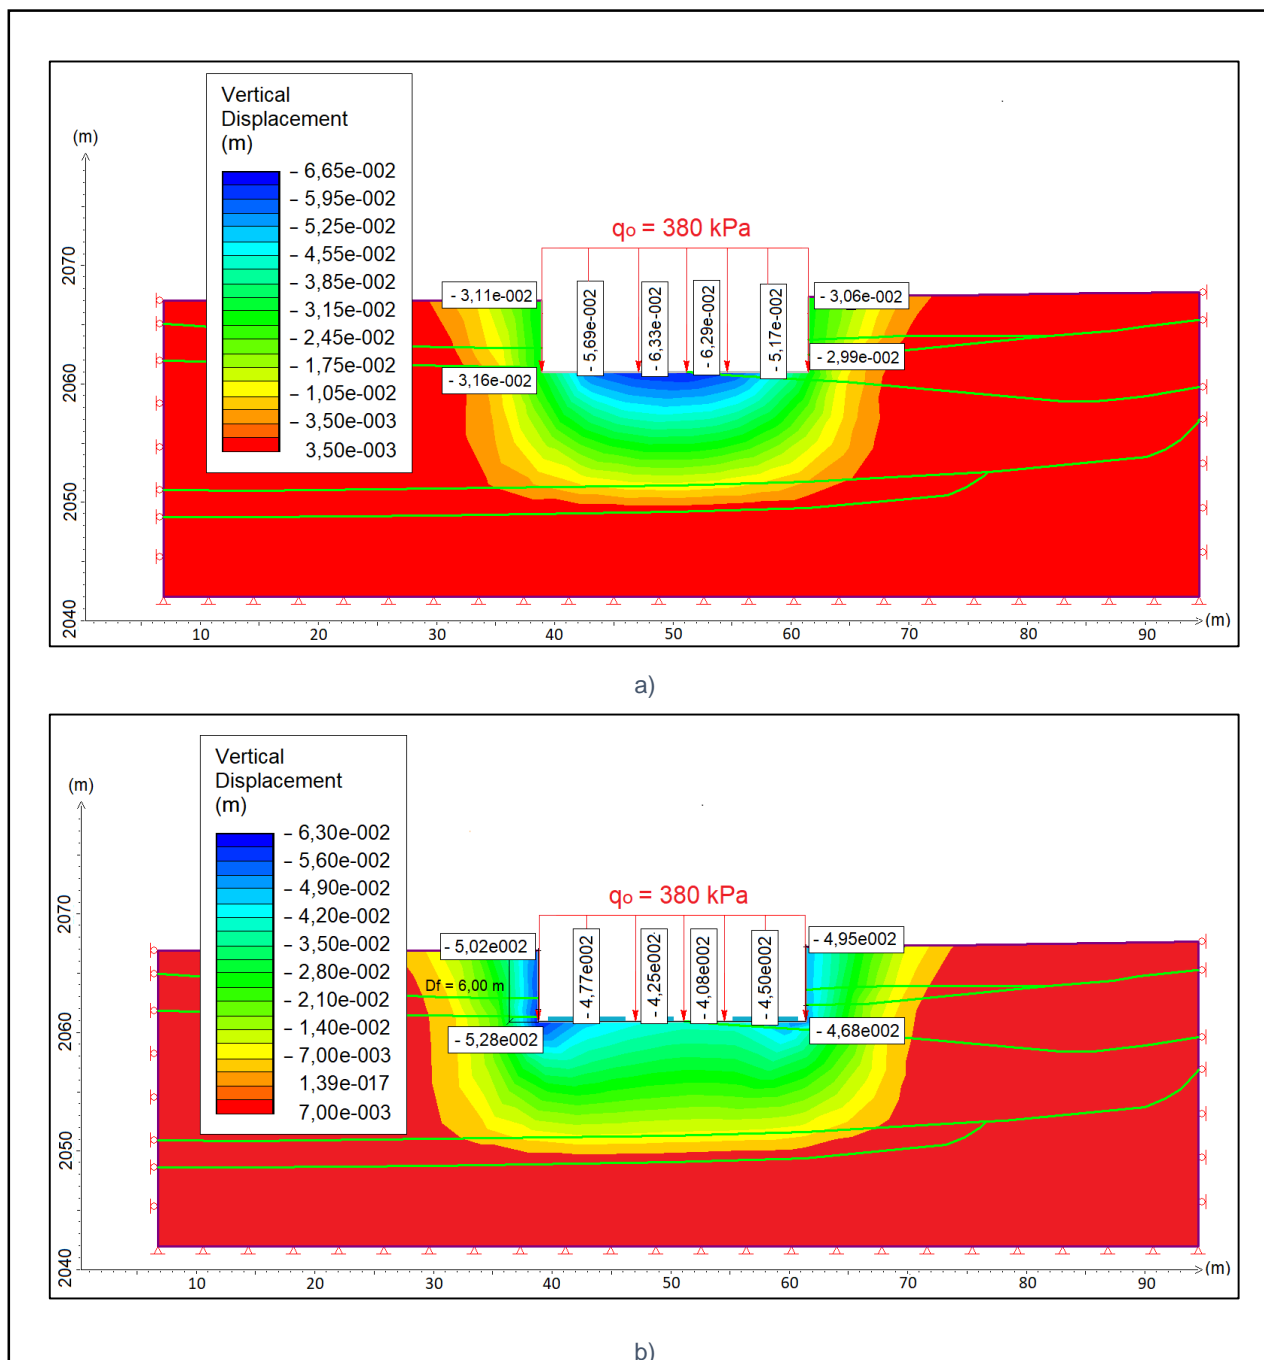 Vertical
Displacement
(m)
– 6,65e-002
– 5,95e-002
– 5,25e-002
– 4,55e-002
– 3,85e-002
– 3,15e-002
– 2,45e-002
– 1,75e-002
– 1,05e-002
– 3,50e-003
3,50e-003
(m)
2070
2060
2050
2040
qo = 380 kPa
- 3,11e-002
- 5,69e-002
- 6,33e-002
- 6,29e-002
- 5,17e-002
- 3,06e-002
- 3,16e-002
- 2,99e-002
10 20 30 40 50 60 70 80 90 (m)
a)
Vertical
Displacement
(m)
– 6,30e-002
– 5,60e-002
– 4,90e-002
– 4,20e-002
– 3,50e-002
– 2,80e-002
– 2,10e-002
– 1,40e-002
– 7,00e-003
1,39e-017
7,00e-003
(m)
2070
2060
2050
2040
qo = 380 kPa
- 5,02e002
- 4,77e002
- 4,25e002
- 4,08e002
- 4,50e002
- 4,95e002
Df = 6,00 m
- 5,28e002
- 4,68e002
10 20 30 40 50 60 70 80 90 (m)
b)